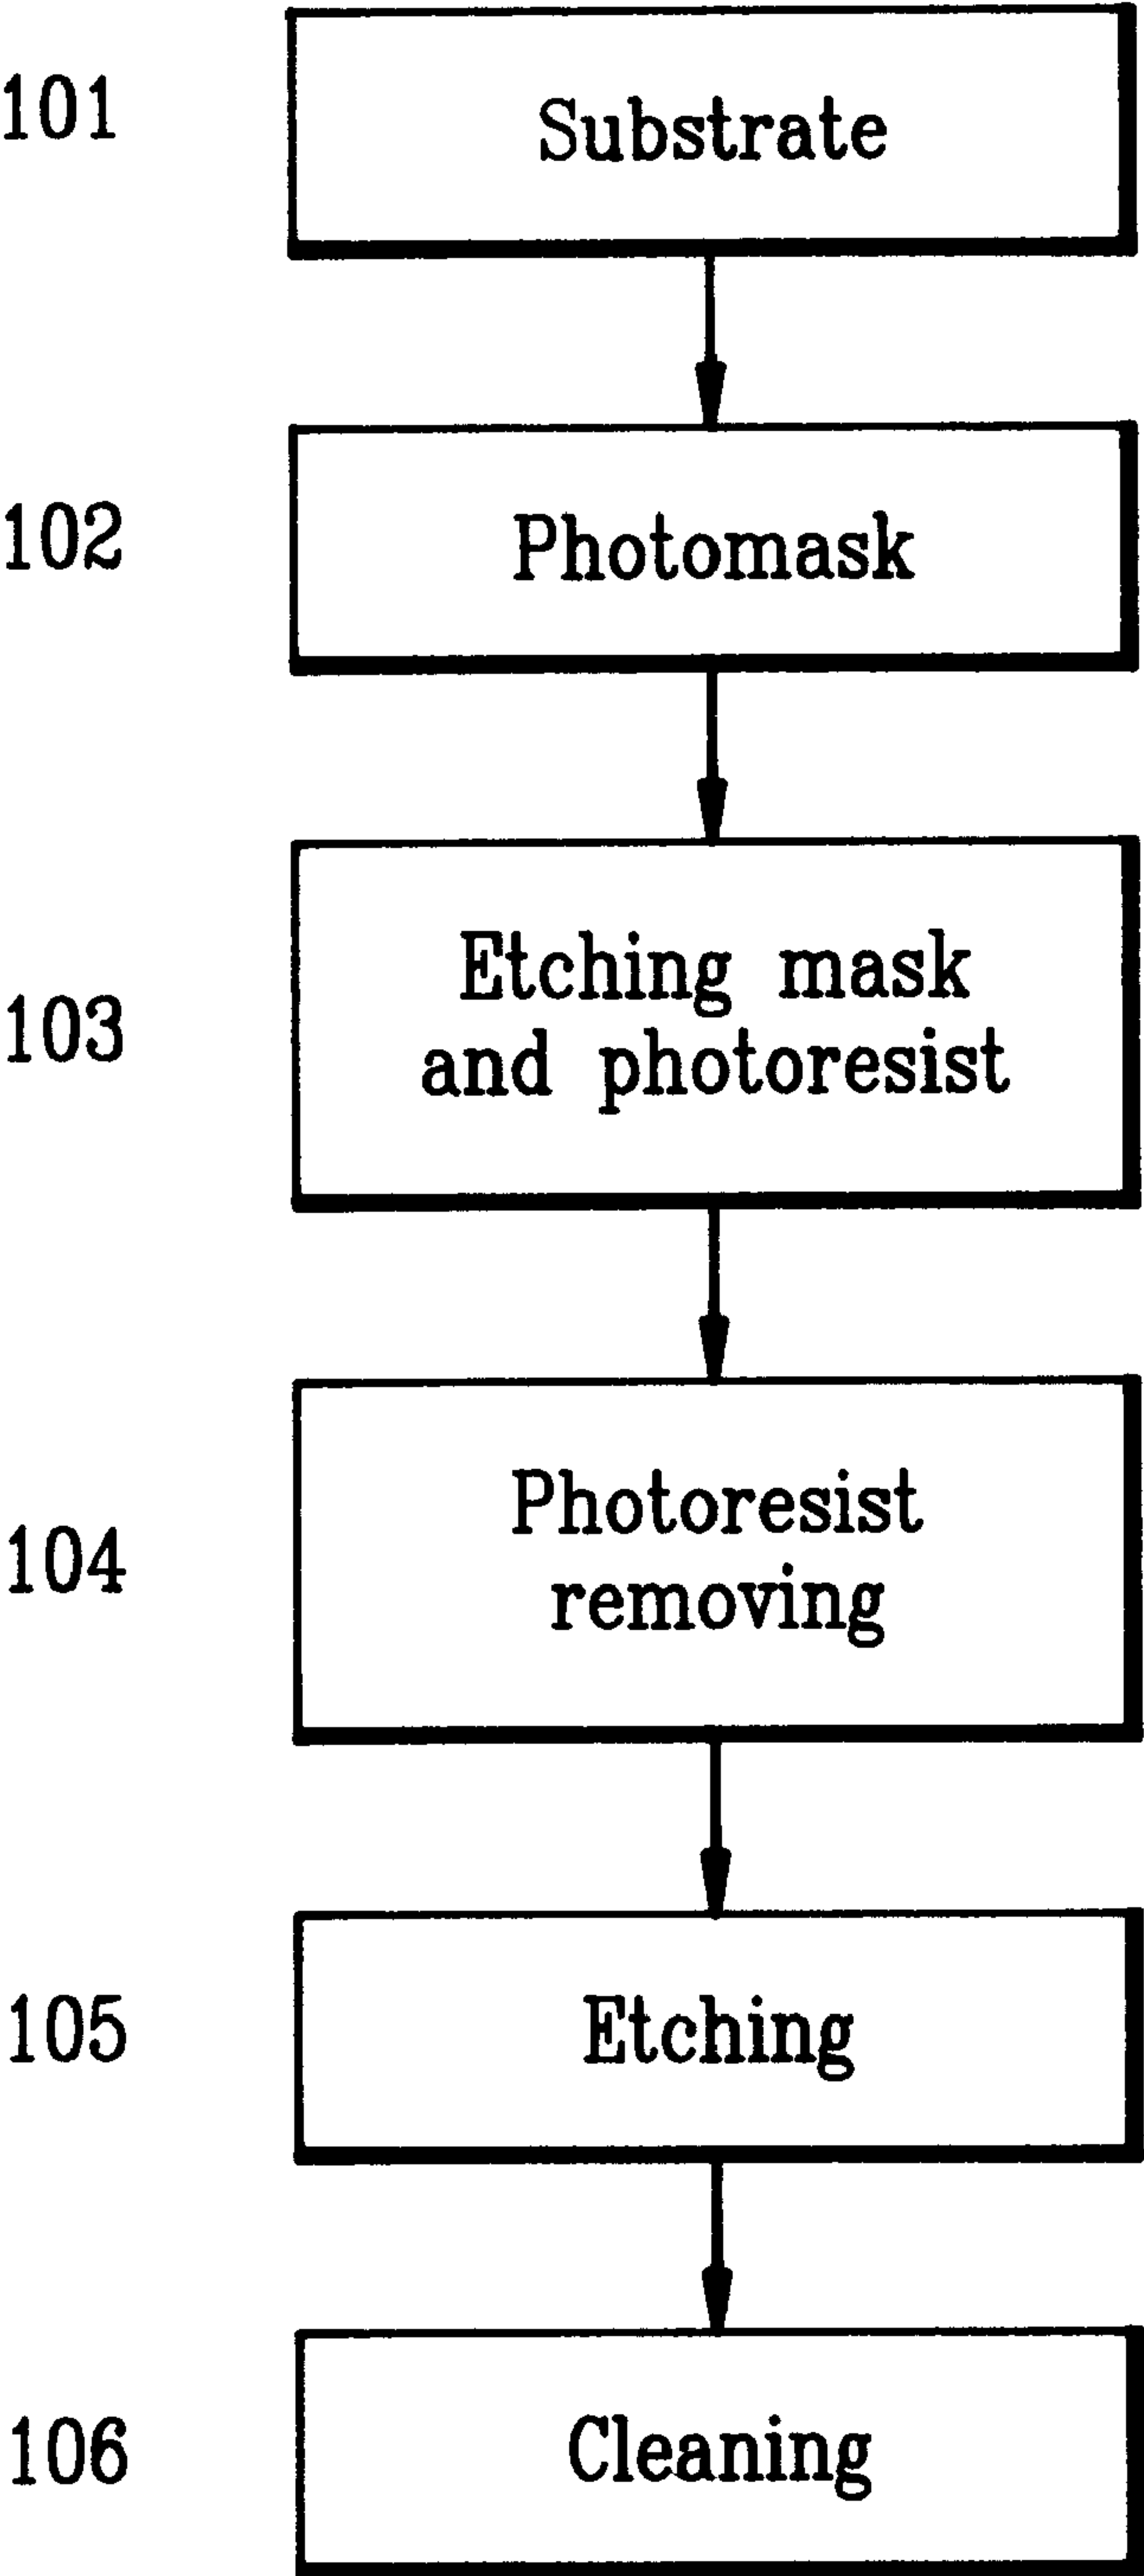 101
Substrate
102
Photomask
103
Etching mask
and photoresist
104
Photoresist
removing
105
Etching
106
Cleaning